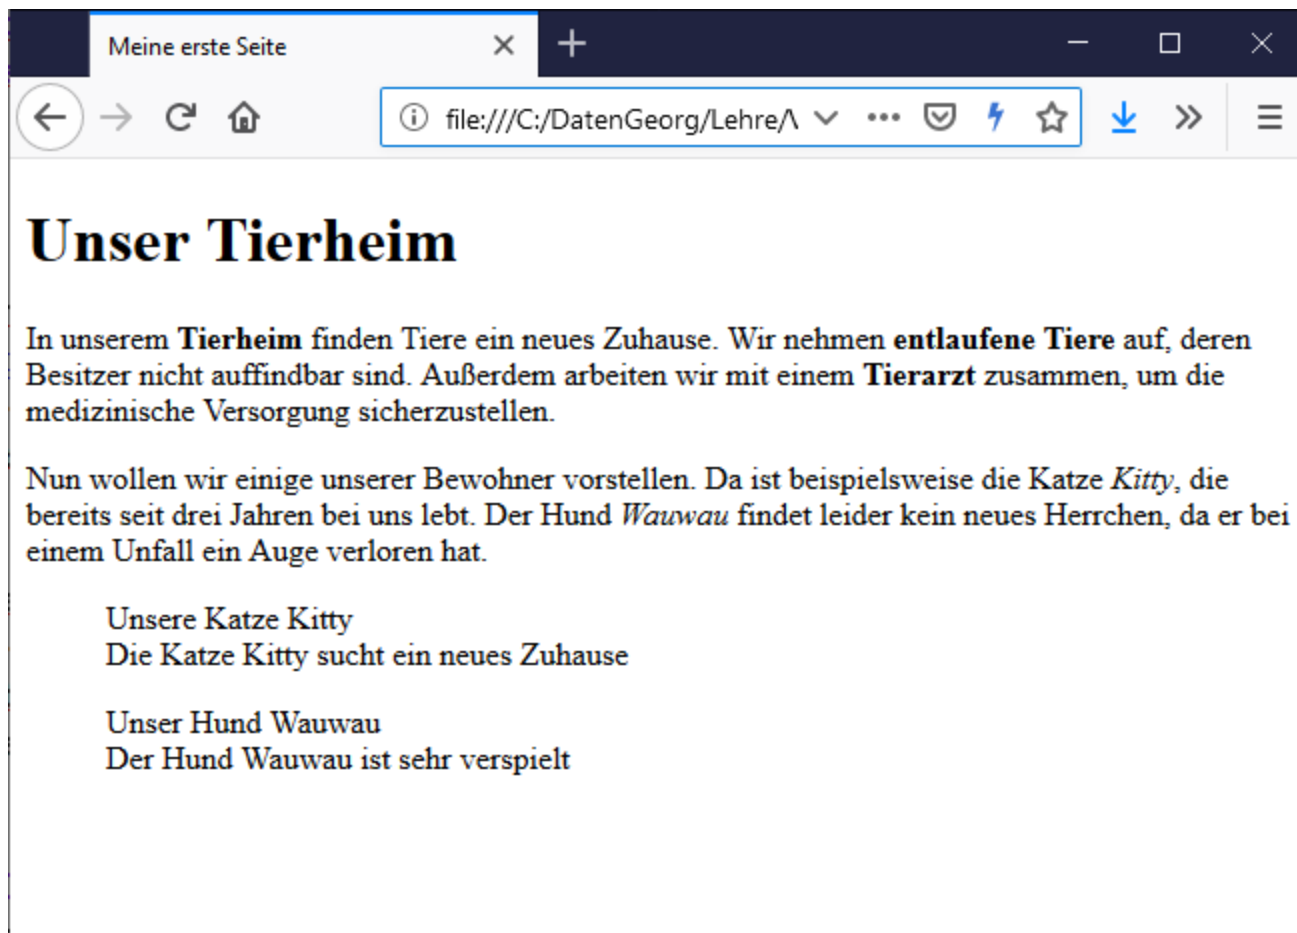 Meine erste Seite
file:///C:/DatenGeorg/Lehre/\
Unser Tierheim
In unserem Tierheim finden Tiere ein neues Zuhause. Wir nehmen entlaufene Tiere auf, deren
Besitzer nicht auffindbar sind. Außerdem arbeiten wir mit einem Tierarzt zusammen, um die
medizinische Versorgung sicherzustellen.
Nun wollen wir einige unserer Bewohner vorstellen. Da ist beispielsweise die Katze Kitty, die
bereits seit drei Jahren bei uns lebt. Der Hund Wauwau findet leider kein neues Herrchen, da er bei
einem Unfall ein Auge verloren hat.
Unsere Katze Kitty
Die Katze Kitty sucht ein neues Zuhause
Unser Hund Wauwau
Der Hund Wauwau ist sehr verspielt